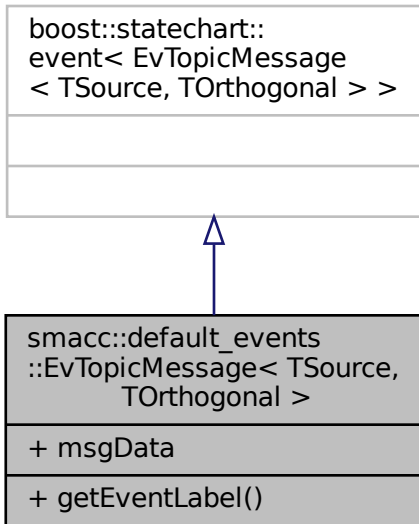 boost::statechart::
event< EvTopicMessage
< TSource, TOrthogonal > >
smacc::default_events
::EvTopicMessage< TSource,
TOrthogonal >
+ msgData
+ getEventLabel()